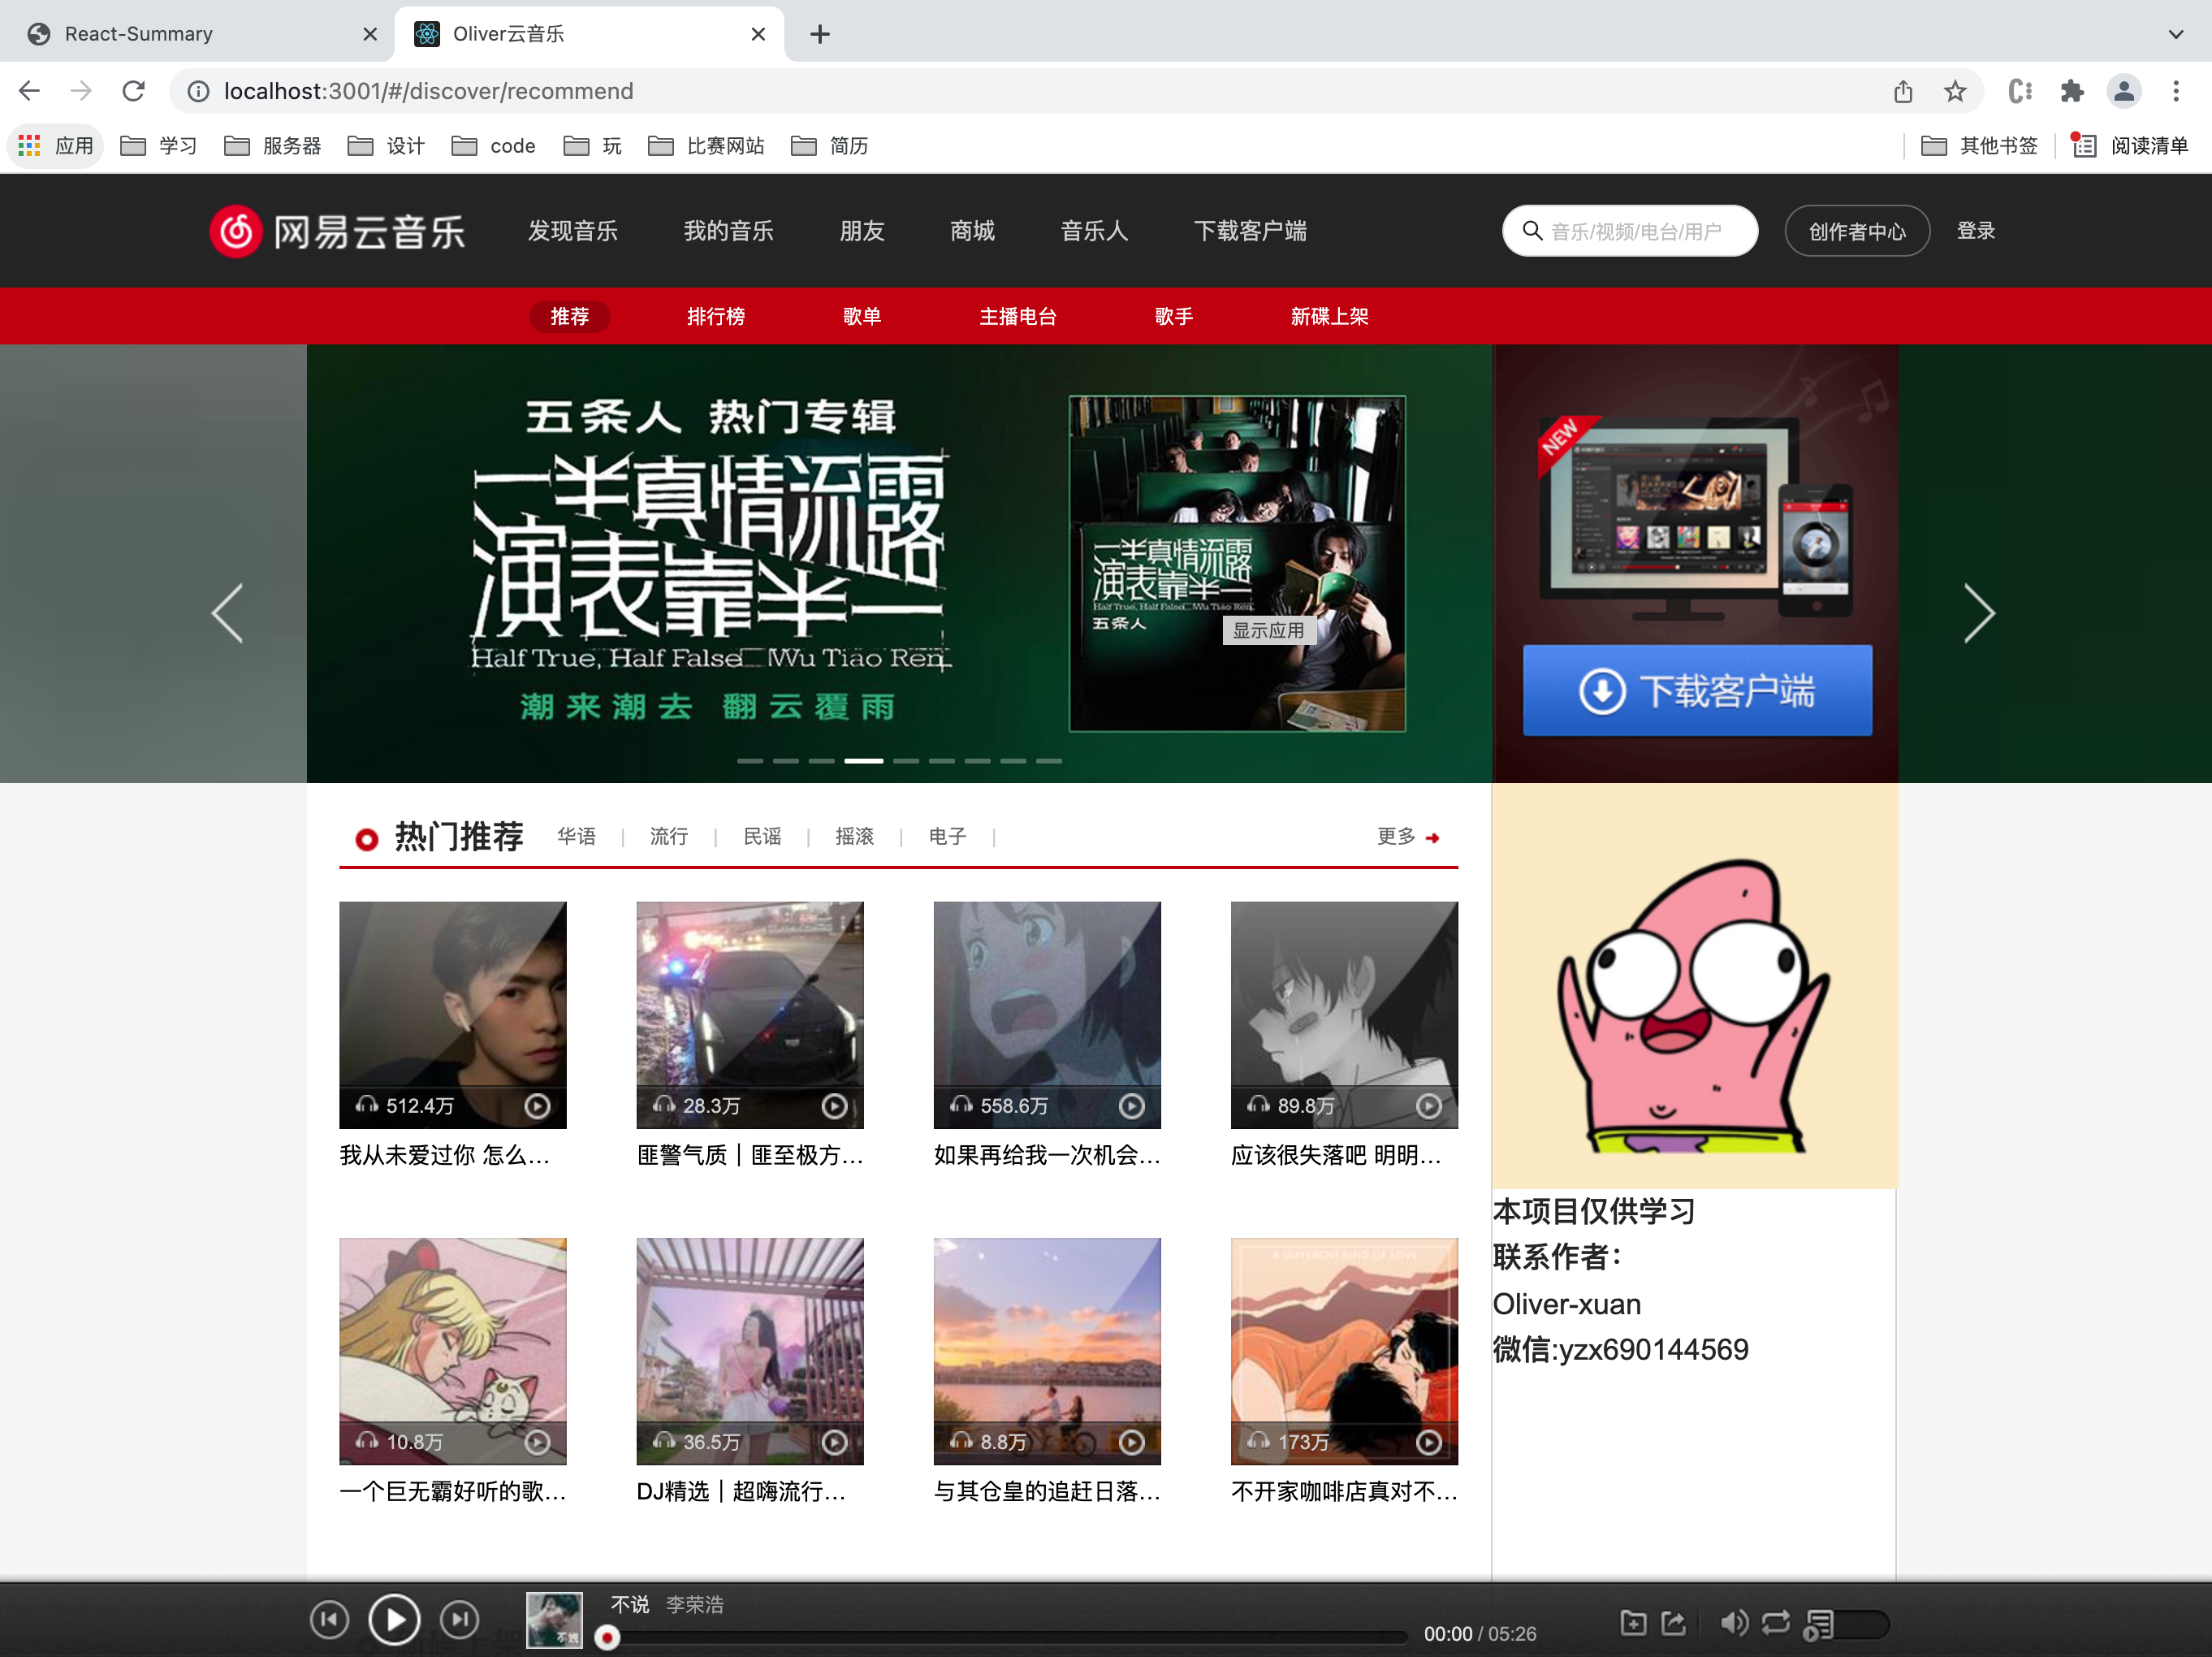 React-Summary
Oliver云音乐
localhost:3001/#/discover/recommend
应用 学习 服务器 设计 code 玩 比赛网站 简历 其他书签 阅读清单
网易云音乐 发现音乐 我的音乐 朋友 商城 音乐人 下载客户端 音乐/视频/电台/用户 创作者中心 登录
推荐 排行榜 歌单 主播电台 歌手 新碟上架
五条人 热门专辑
一半真情流露
演表靠半一
Half True, Half False Wu Tiao Ren
潮来潮去 翻云覆雨
一半真情流露
演表靠半一
Half True, Half False Wu Tiao Ren
五条人
显示应用
NEW
下载客户端
热门推荐 华语 | 流行 | 民谣 | 摇滚 | 电子 | 更多
512.4万 28.3万 558.6万 89.8万
我从未爱过你 怎么... 匪警气质｜匪至极方... 如果再给我一次机会... 应该很失落吧 明明...
A DIFFERENT KIND OF LOVE
10.8万 36.5万 8.8万 173万
一个巨无霸好听的歌... DJ精选｜超嗨流行... 与其仓皇的追赶日落... 不开家咖啡店真对不...
本项目仅供学习
联系作者：
Oliver-xuan
微信:yzx690144569
不说 李荣浩
00:00 / 05:26